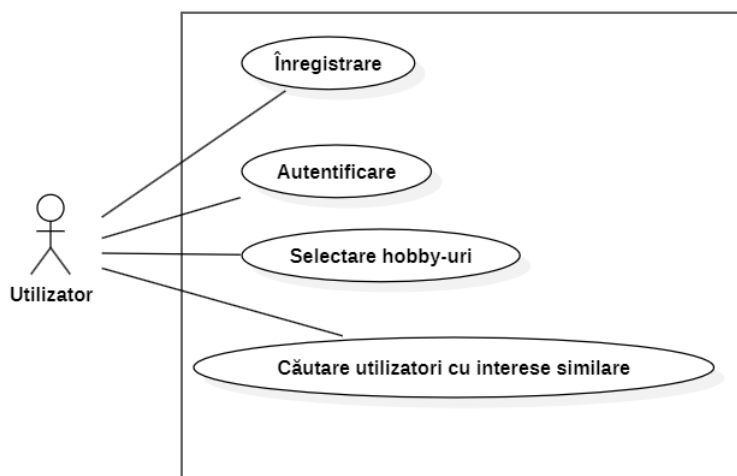 Înregistrare
Autentificare
Selectare hobby-uri
Utilizator
Căutare utilizatori cu interese similare